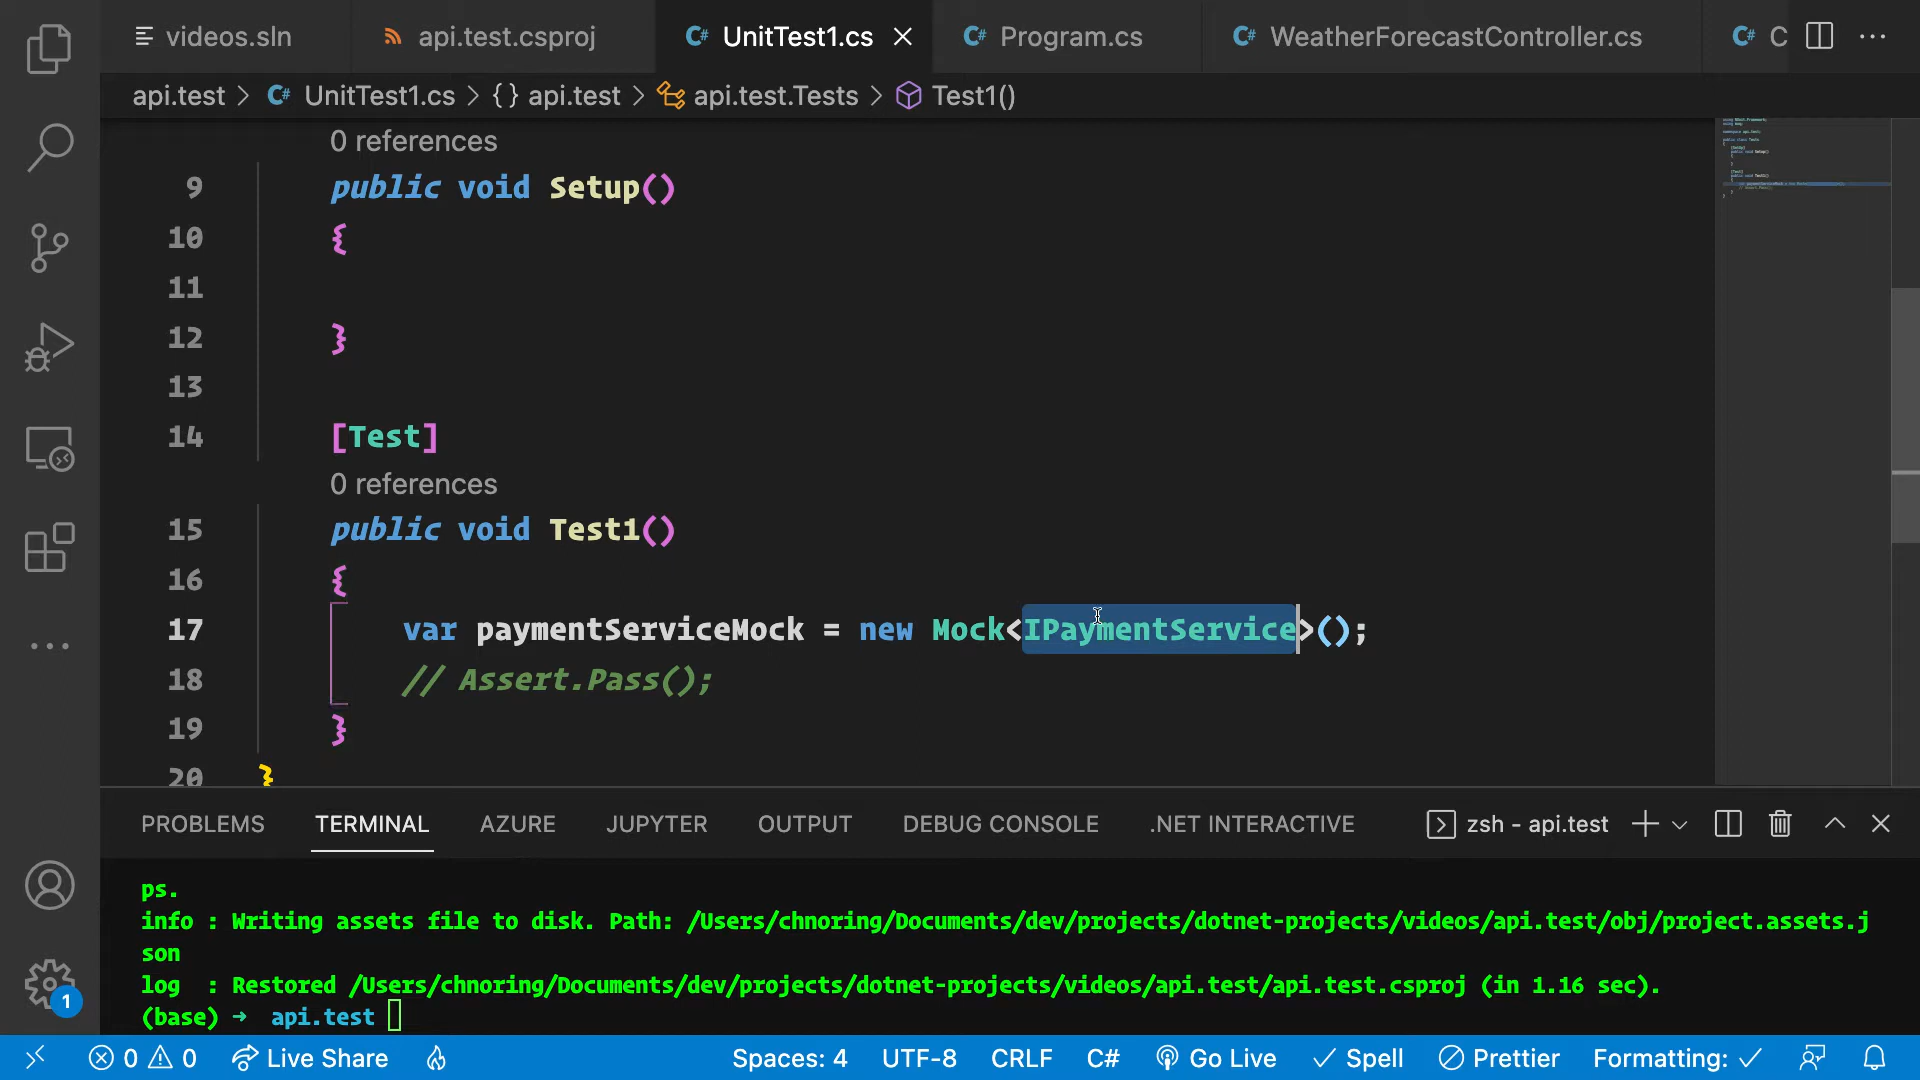 videos.sln
api.test.csproj
UnitTest1.cs
Program.cs
WeatherForecastController.cs
C
api.test > UnitTest1.cs > {} api.test > api.test.Tests > Test1()
0 references
9 public void Setup()
10 {
11
12 }
13
14 [Test]
0 references
15 public void Test1()
16 {
17 var paymentServiceMock = new Mock<IPaymentService>();
18 // Assert.Pass();
19 }
20 }
PROBLEMS TERMINAL AZURE JUPYTER OUTPUT DEBUG CONSOLE .NET INTERACTIVE zsh - api.test
ps.
info : Writing assets file to disk. Path: /Users/chnoring/Documents/dev/projects/dotnet-projects/videos/api.test/obj/project.assets.j
son
log : Restored /Users/chnoring/Documents/dev/projects/dotnet-projects/videos/api.test/api.test.csproj (in 1.16 sec).
(base) → api.test
1
0 0 Live Share Spaces: 4 UTF-8 CRLF C# Go Live Spell Prettier Formatting: ✓